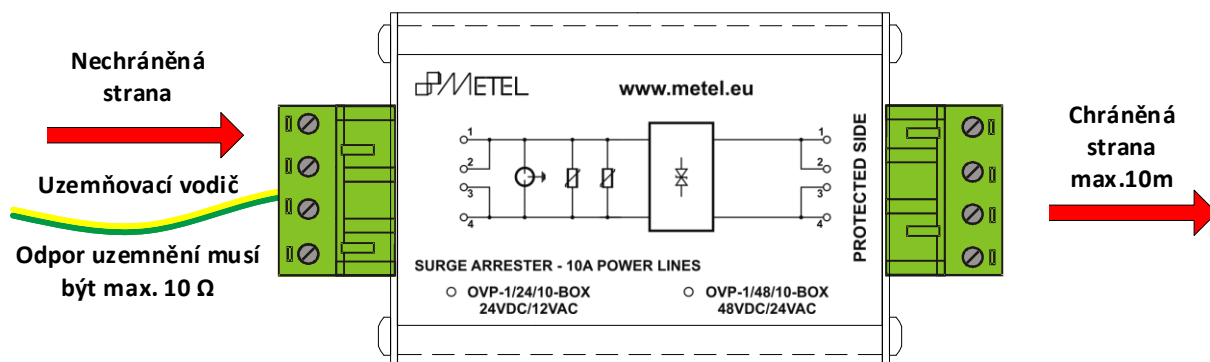 Nechráněná
strana
Uzemňovací vodič
Odpor uzemnění musí
být max. 10 Ω
METEL
www.metel.eu
1
2
3
4
1
2
3
4
PROTECTED SIDE
SURGE ARRESTER - 10A POWER LINES
OVP-1/24/10-BOX
24VDC/12VAC
OVP-1/48/10-BOX
48VDC/24VAC
Chráněná
strana
max.10m